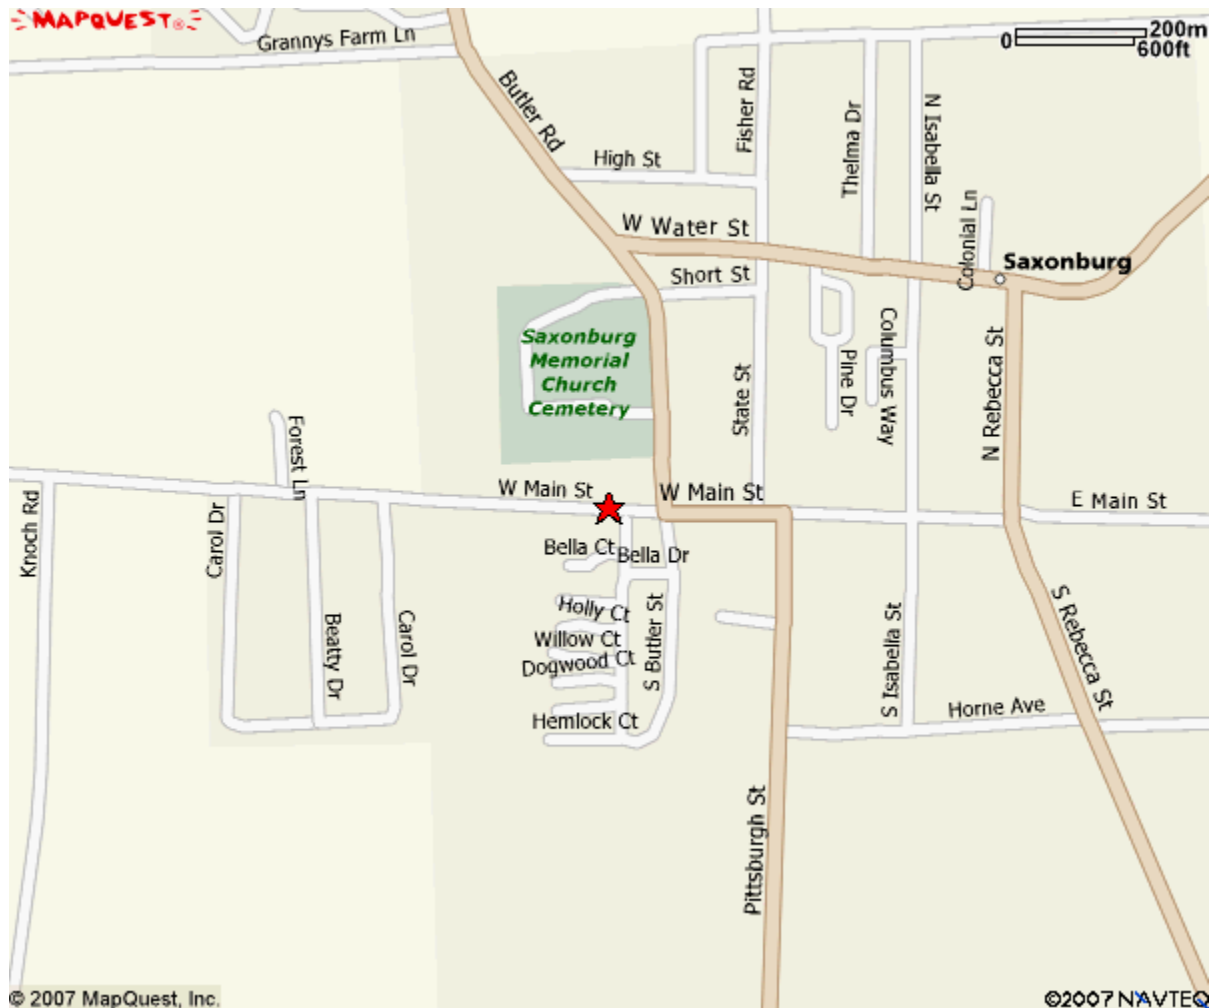 MAPQUEST®
Grannys Farm Ln
0 200m
600ft
Butler Rd
Fisher Rd
Thelma Dr
N Isabella St
High St
W Water St
Colonial Ln
Saxonburg
Short St
Saxonburg
Memorial
Church
Cemetery
State St
Pine Dr
Columbus Way
N Rebecca St
Forest Ln
W Main St
W Main St
E Main St
Knoch Rd
Carol Dr
Bella Ct
Bella Dr
Holly Ct
Willow Ct
Dogwood Ct
Hemlock Ct
S Butler St
Beatty Dr
Carol Dr
S Isabella St
S Rebecca St
Horne Ave
Pittsburgh St
© 2007 MapQuest, Inc.
©2007 NAVTEQ